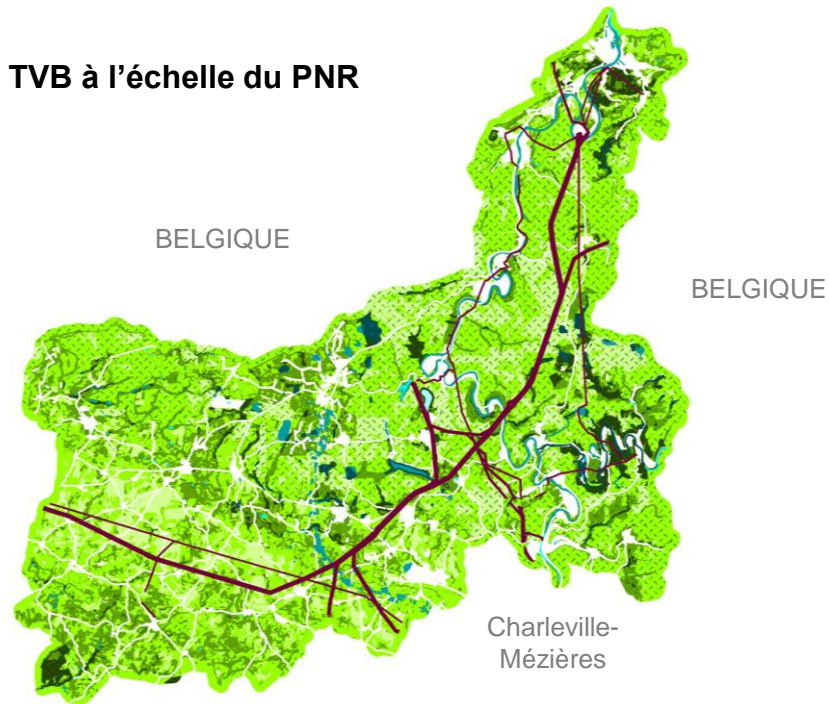 TVB à l'échelle du PNR
BELGIQUE
BELGIQUE
Charleville-
Mézières